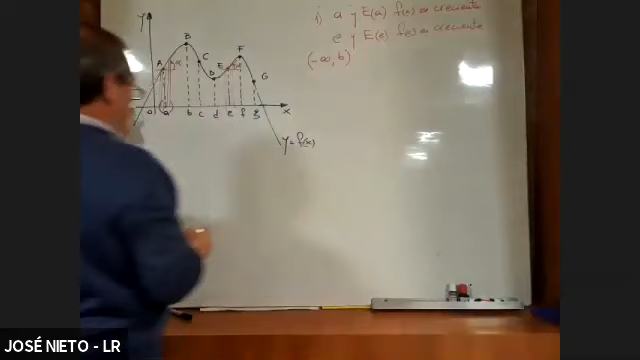 i) a y E(a) f(x) es creciente
e y E(e) f(x) es creciente
(-∞, b)
y
A B C D E F G
o a b c d e f g x
y = f(x)
JOSÉ NIETO - LR